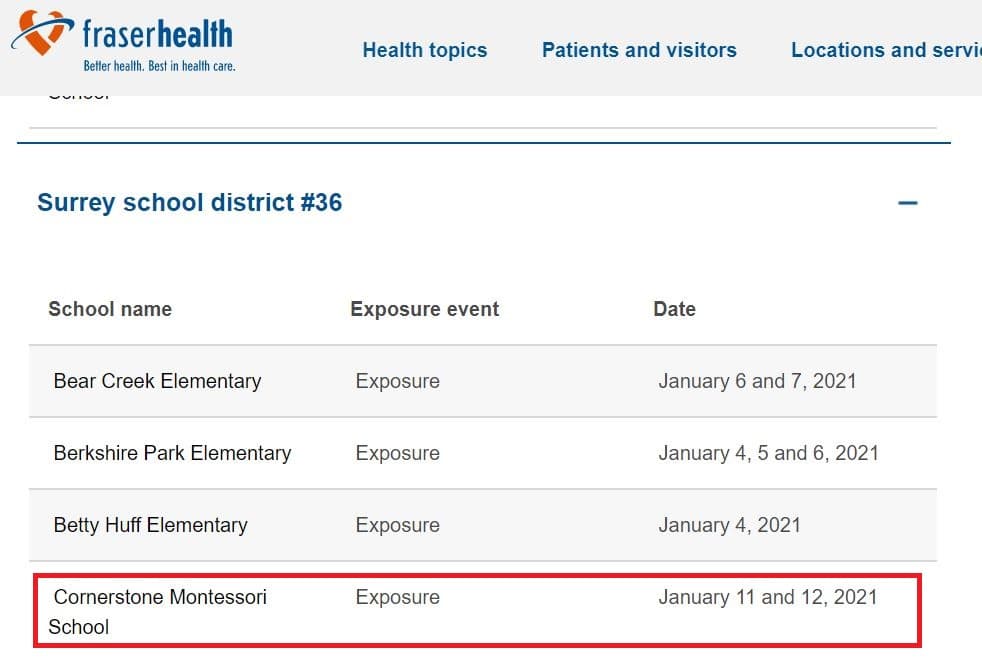 fraserhealth
Better health. Best in health care.
Health topics
Patients and visitors
Locations and servi
School
Surrey school district #36
School name Exposure event Date
Bear Creek Elementary Exposure January 6 and 7, 2021
Berkshire Park Elementary Exposure January 4, 5 and 6, 2021
Betty Huff Elementary Exposure January 4, 2021
Cornerstone Montessori Exposure January 11 and 12, 2021
School